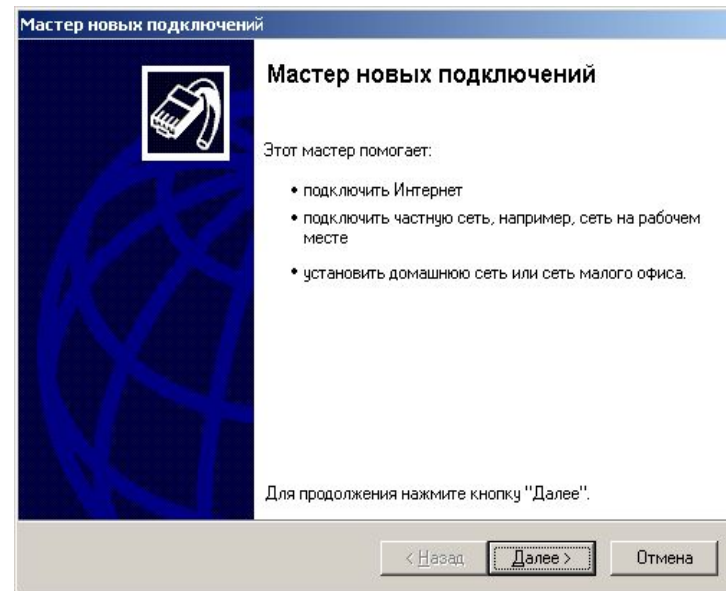 Мастер новых подключений
Мастер новых подключений
Этот мастер помогает:
• подключить Интернет
• подключить частную сеть, например, сеть на рабочем
месте
• установить домашнюю сеть или сеть малого офиса.
Для продолжения нажмите кнопку "Далее".
< Назад Далее > Отмена